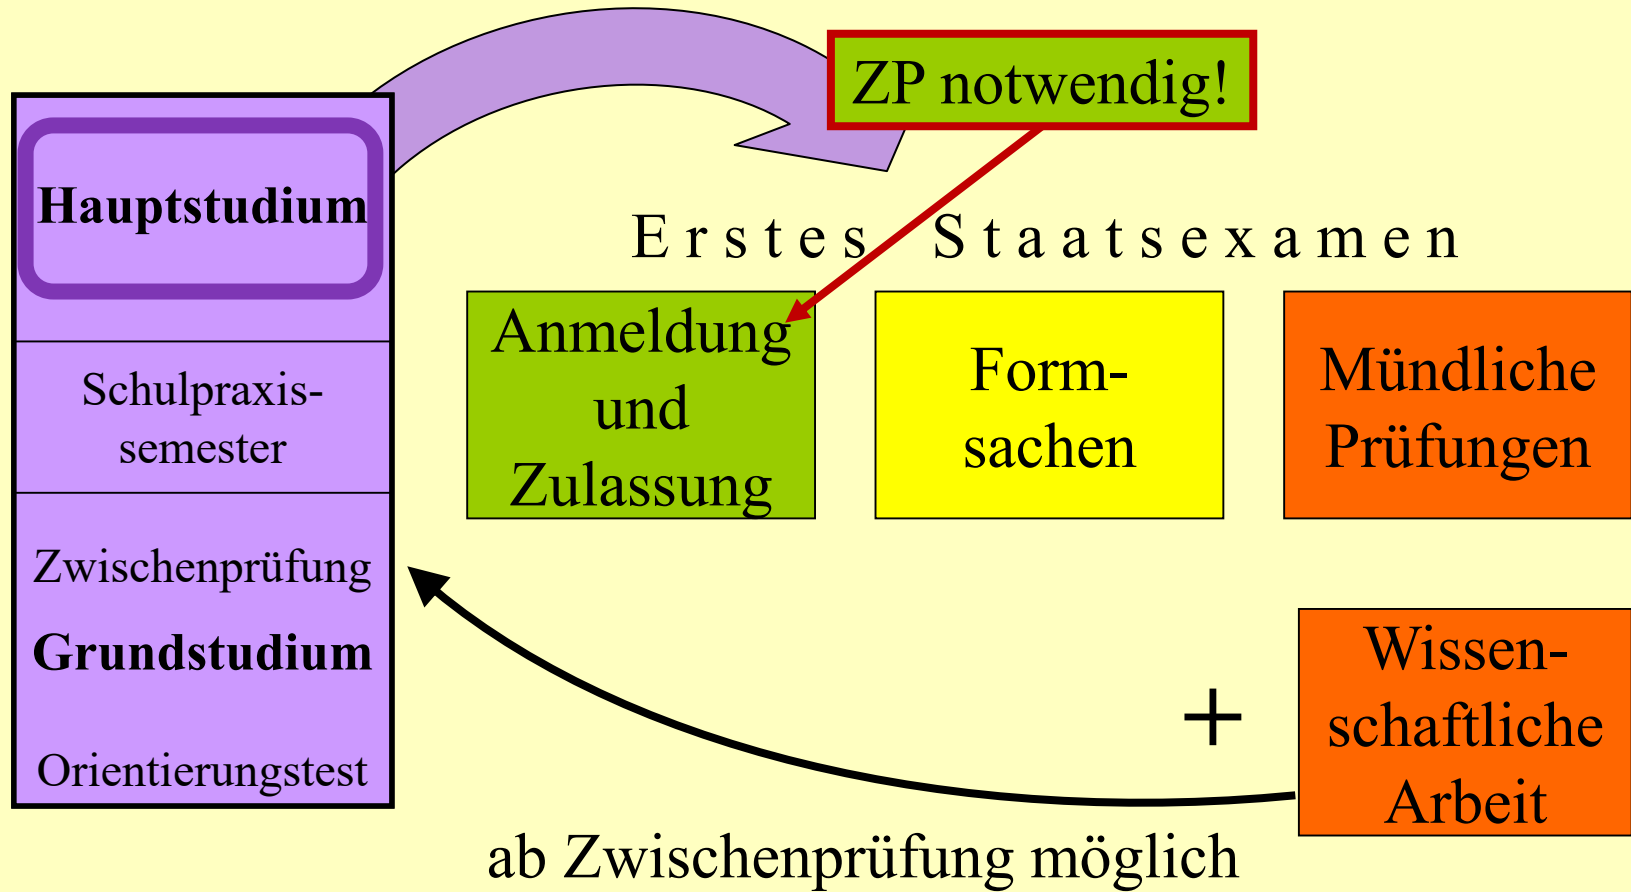 ZP notwendig!
Hauptstudium
Schulpraxis-
semester
Zwischenprüfung
Grundstudium
Orientierungstest
Erstes Staatsexamen
Anmeldung
und
Zulassung
Form-
sachen
Mündliche
Prüfungen
+
Wissen-
schaftliche
Arbeit
ab Zwischenprüfung möglich